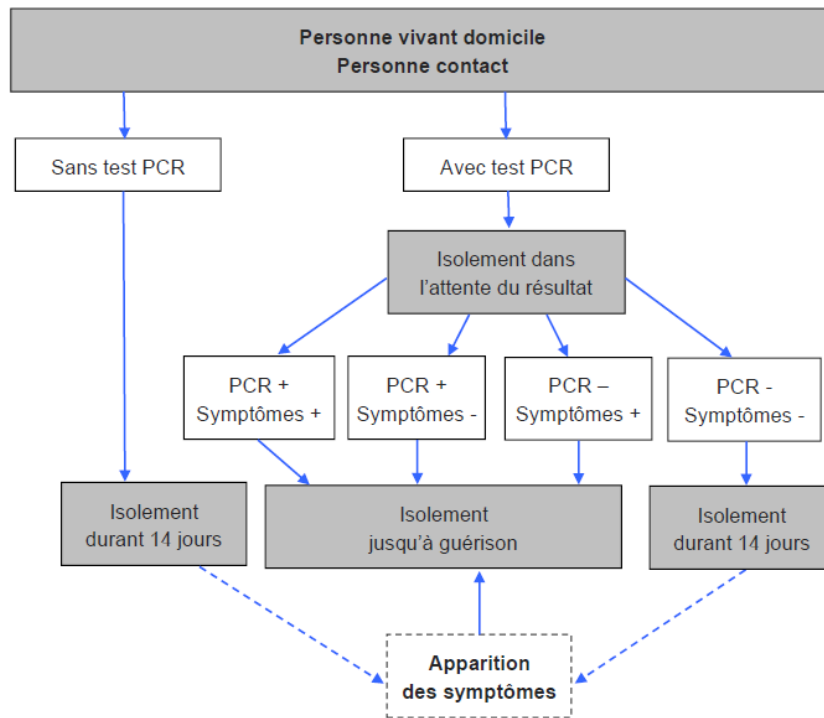 Personne vivant domicile
Personne contact
Sans test PCR
Avec test PCR
Isolement dans
l'attente du résultat
PCR +
Symptômes +
PCR +
Symptômes -
PCR –
Symptômes +
PCR -
Symptômes -
Isolement
durant 14 jours
Isolement
jusqu'à guérison
Isolement
durant 14 jours
Apparition
des symptômes